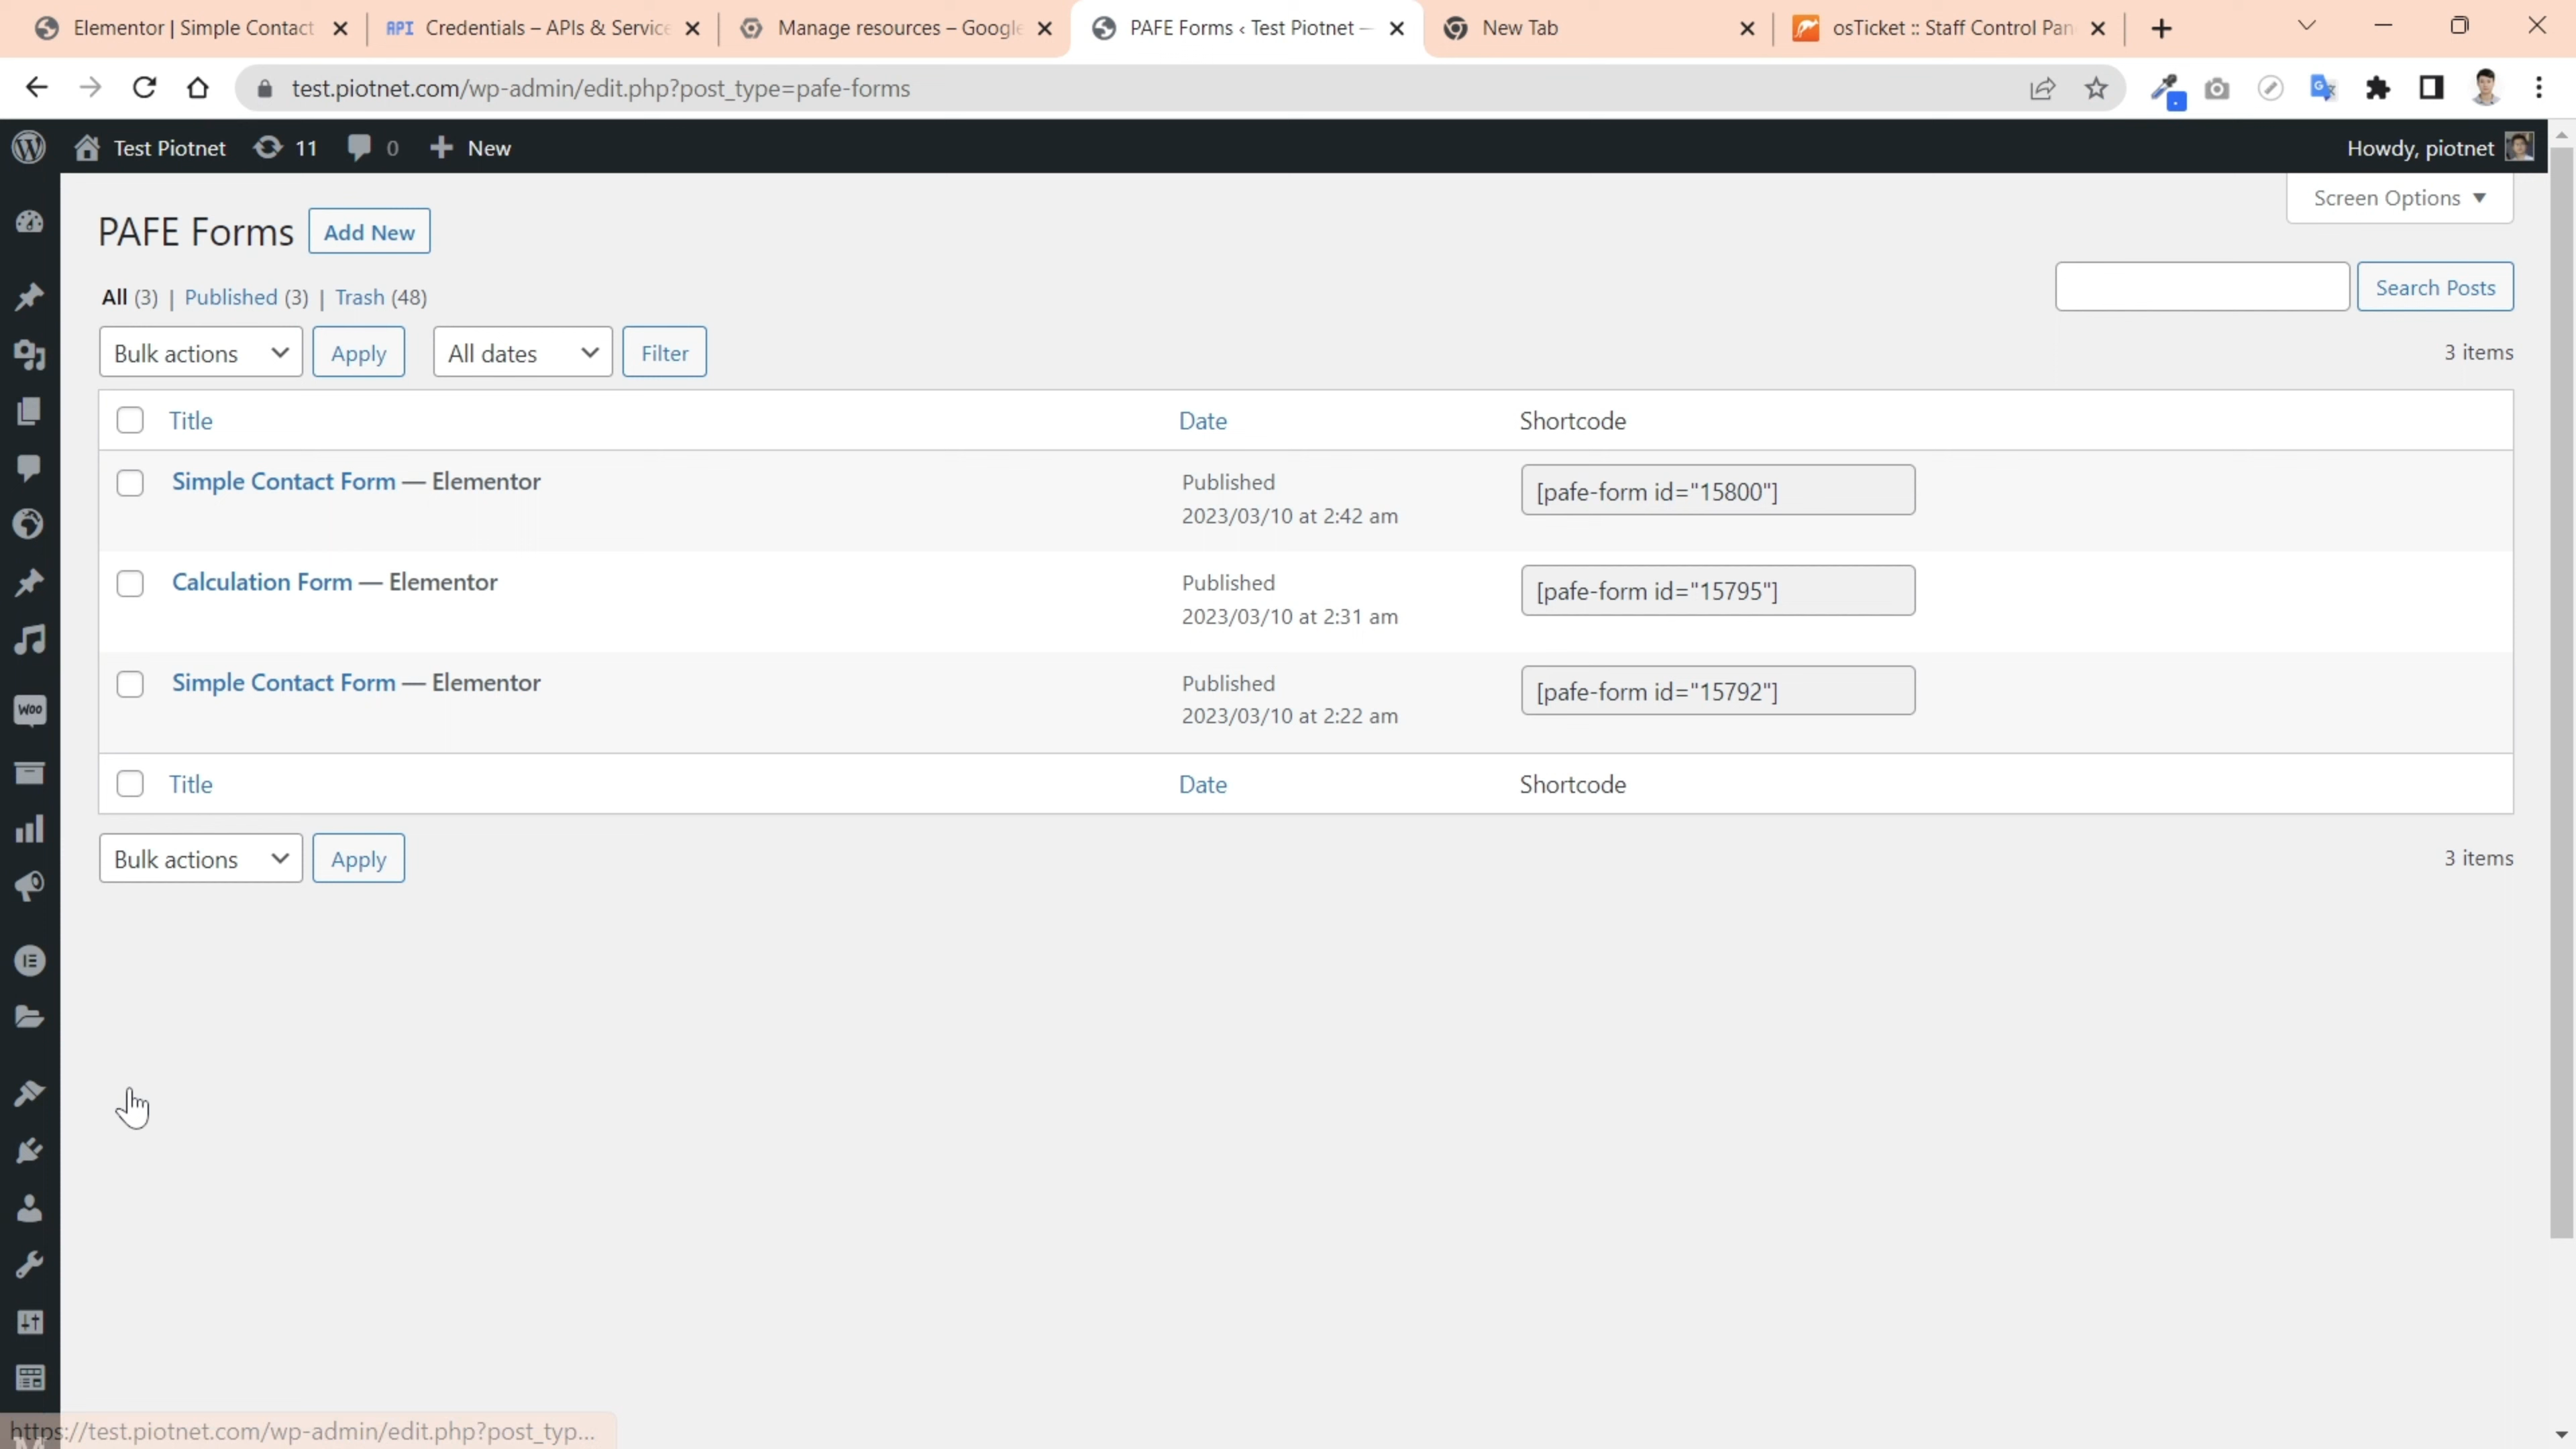 Elementor | Simple Contact
API Credentials – APIs & Service
Manage resources – Google
PAFE Forms ‹ Test Piotnet —
New Tab
osTicket :: Staff Control Pan
test.piotnet.com/wp-admin/edit.php?post_type=pafe-forms
Test Piotnet 11 0 New
Howdy, piotnet
Screen Options
PAFE Forms Add New
All (3) | Published (3) | Trash (48)
Search Posts
Bulk actions Apply All dates Filter
3 items
Title Date Shortcode
Simple Contact Form — Elementor Published [pafe-form id="15800"]
2023/03/10 at 2:42 am
Calculation Form — Elementor Published [pafe-form id="15795"]
2023/03/10 at 2:31 am
Simple Contact Form — Elementor Published [pafe-form id="15792"]
2023/03/10 at 2:22 am
Title Date Shortcode
Bulk actions Apply
3 items
Woo
https://test.piotnet.com/wp-admin/edit.php?post_typ...